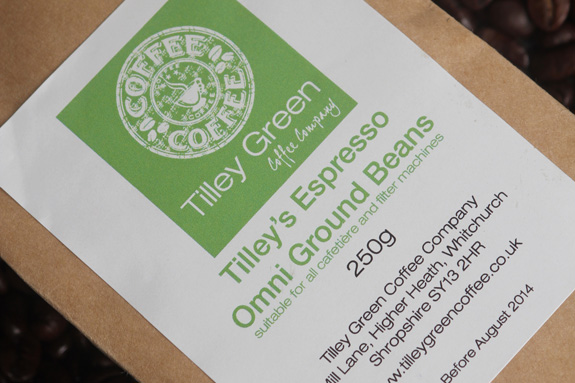 COFFEE
COFFEE
Tilley Green
Coffee Company
Tilley's Espresso
Omni Ground Beans
suitable for all cafetière and filter machines
250g
Tilley Green Coffee Company
Mill Lane, Higher Heath, Whitchurch
Shropshire SY13 2HR
www.tilleygreencoffee.co.uk
Before August 2014